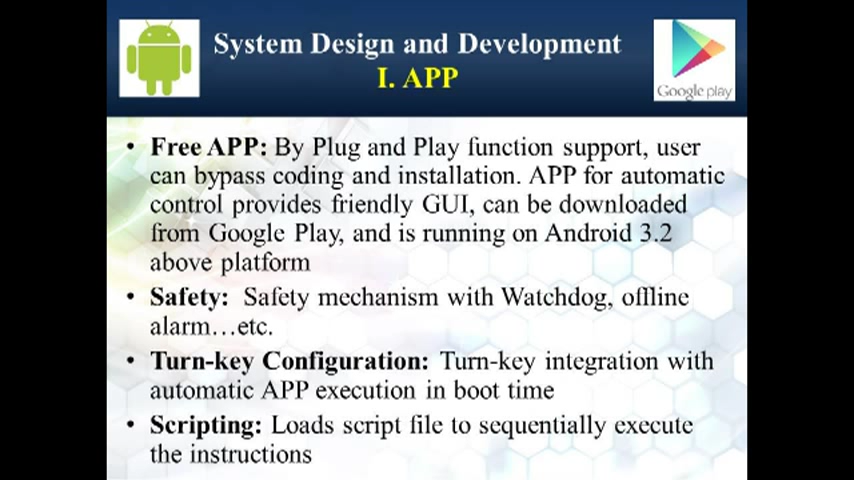 System Design and Development
I. APP
Google play
• Free APP: By Plug and Play function support, user
can bypass coding and installation. APP for automatic
control provides friendly GUI, can be downloaded
from Google Play, and is running on Android 3.2
above platform
• Safety: Safety mechanism with Watchdog, offline
alarm…etc.
• Turn-key Configuration: Turn-key integration with
automatic APP execution in boot time
• Scripting: Loads script file to sequentially execute
the instructions